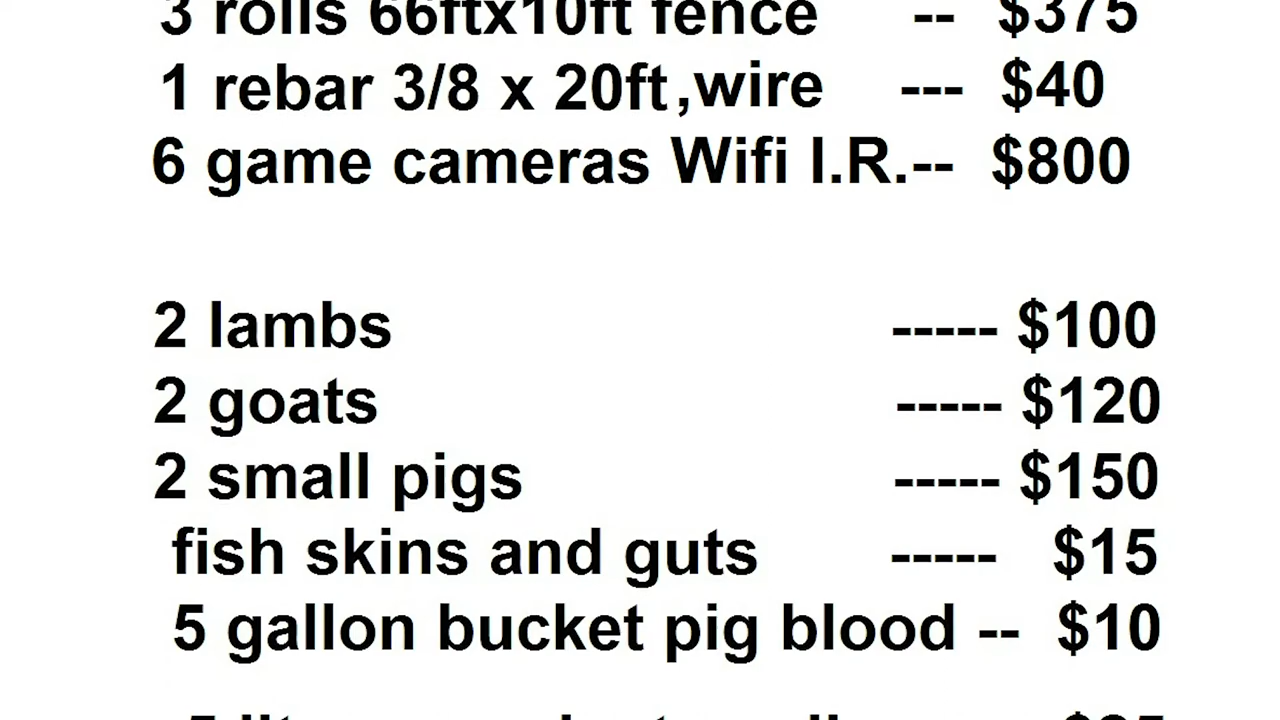 3 rolls 66ftx10ft fence -- $375
1 rebar 3/8 x 20ft,wire --- $40
6 game cameras Wifi I.R.-- $800
2 lambs ----- $100
2 goats ----- $120
2 small pigs ----- $150
fish skins and guts ----- $15
5 gallon bucket pig blood -- $10